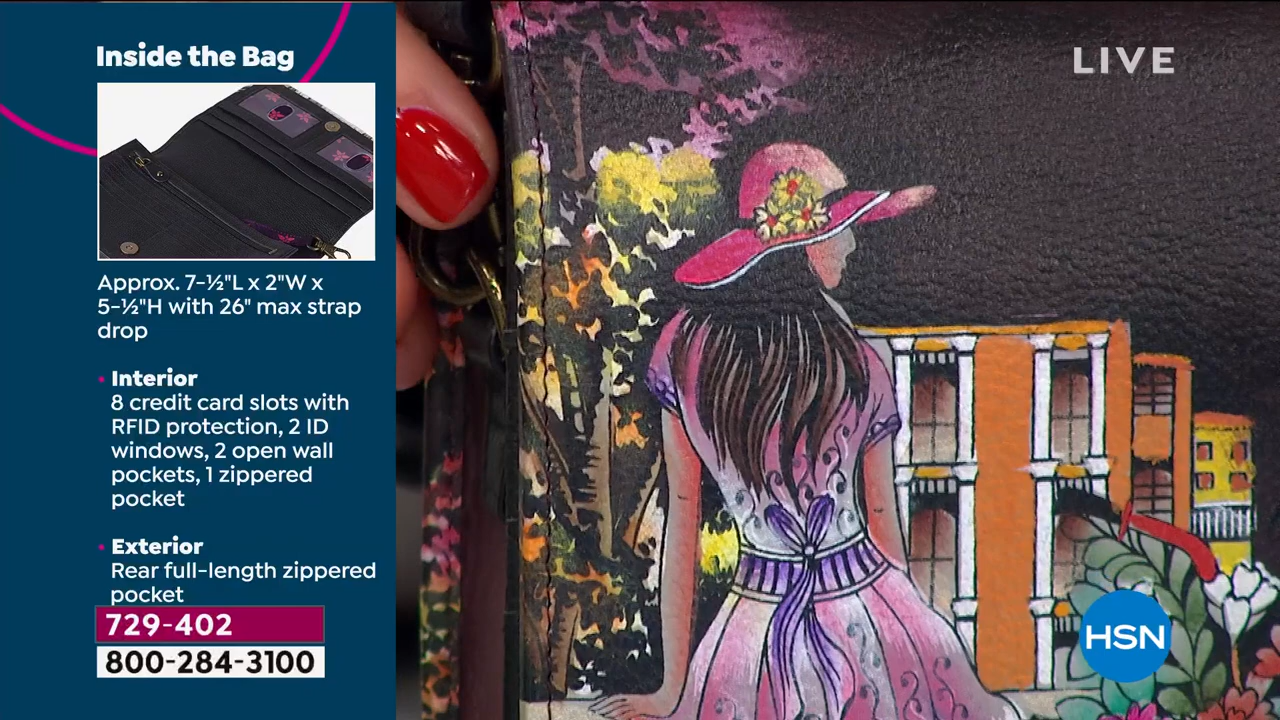 Inside the Bag
Approx. 7-½"L x 2"W x
5-½"H with 26" max strap
drop
• Interior
8 credit card slots with
RFID protection, 2 ID
windows, 2 open wall
pockets, 1 zippered
pocket
• Exterior
Rear full-length zippered
pocket
729-402
800-284-3100
LIVE
HSN